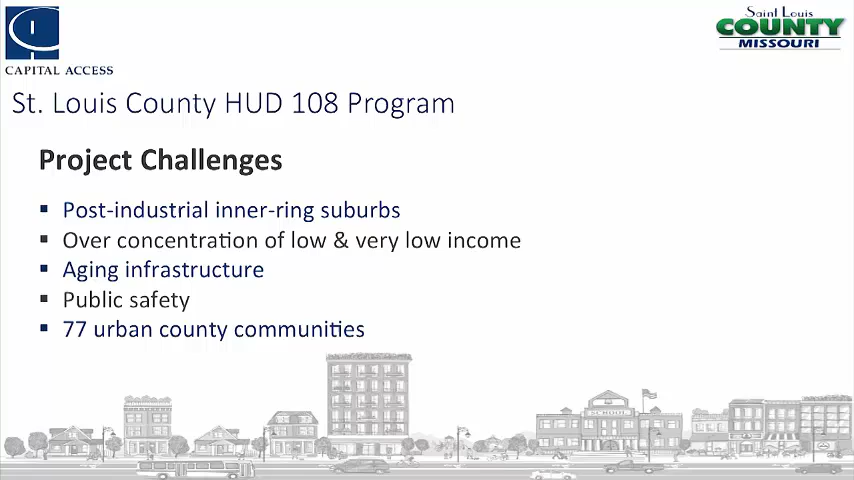 CAPITAL ACCESS
Saint Louis
COUNTY
MISSOURI
St. Louis County HUD 108 Program
Project Challenges
▪ Post-industrial inner-ring suburbs
▪ Over concentration of low & very low income
▪ Aging infrastructure
▪ Public safety
▪ 77 urban county communities
SCHOOL